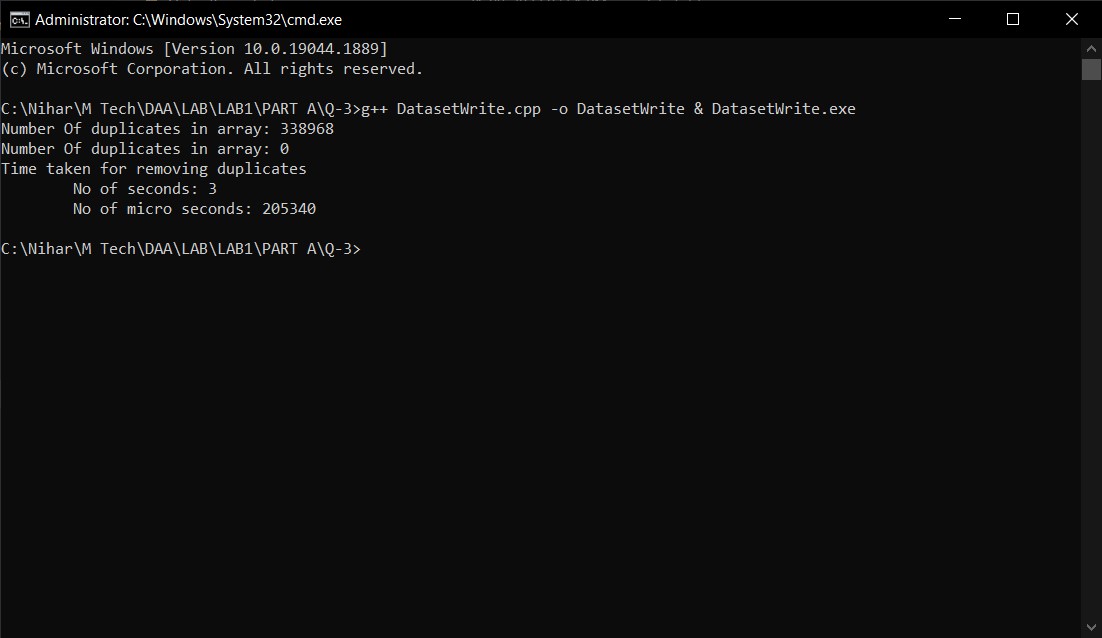 Administrator: C:\Windows\System32\cmd.exe
Microsoft Windows [Version 10.0.19044.1889]
(c) Microsoft Corporation. All rights reserved.
C:\Nihar\M Tech\DAA\LAB\LAB1\PART A\Q-3>g++ DatasetWrite.cpp -o DatasetWrite & DatasetWrite.exe
Number Of duplicates in array: 338968
Number Of duplicates in array: 0
Time taken for removing duplicates
No of seconds: 3
No of micro seconds: 205340
C:\Nihar\M Tech\DAA\LAB\LAB1\PART A\Q-3>